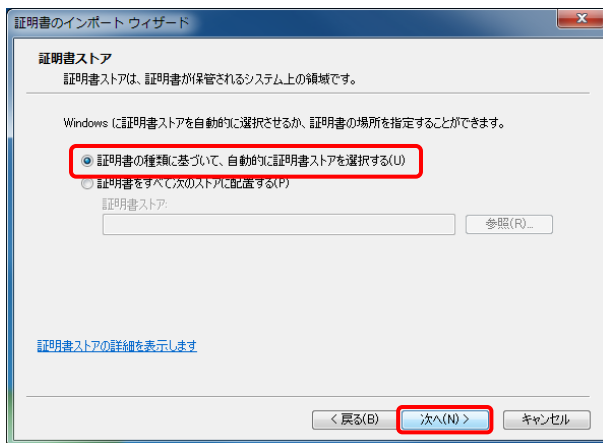 証明書のインポート ウィザード
証明書ストア
証明書ストアは、証明書が保管されるシステム上の領域です。
Windows に証明書ストアを自動的に選択させるか、証明書の場所を指定することができます。
証明書の種類に基づいて、自動的に証明書ストアを選択する(U)
証明書をすべて次のストアに配置する(P)
証明書ストア:
参照(R)...
証明書ストアの詳細を表示します
< 戻る(B)
次へ(N) >
キャンセル